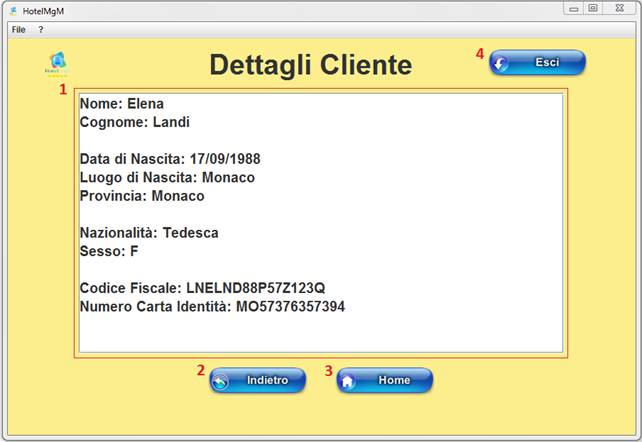 HotelMgM
File ?
Dettagli Cliente
4
Esci
Hotel
1
Nome: Elena
Cognome: Landi
Data di Nascita: 17/09/1988
Luogo di Nascita: Monaco
Provincia: Monaco
Nazionalità: Tedesca
Sesso: F
Codice Fiscale: LNELND88P57Z123Q
Numero Carta Identità: MO57376357394
2
Indietro
3
Home